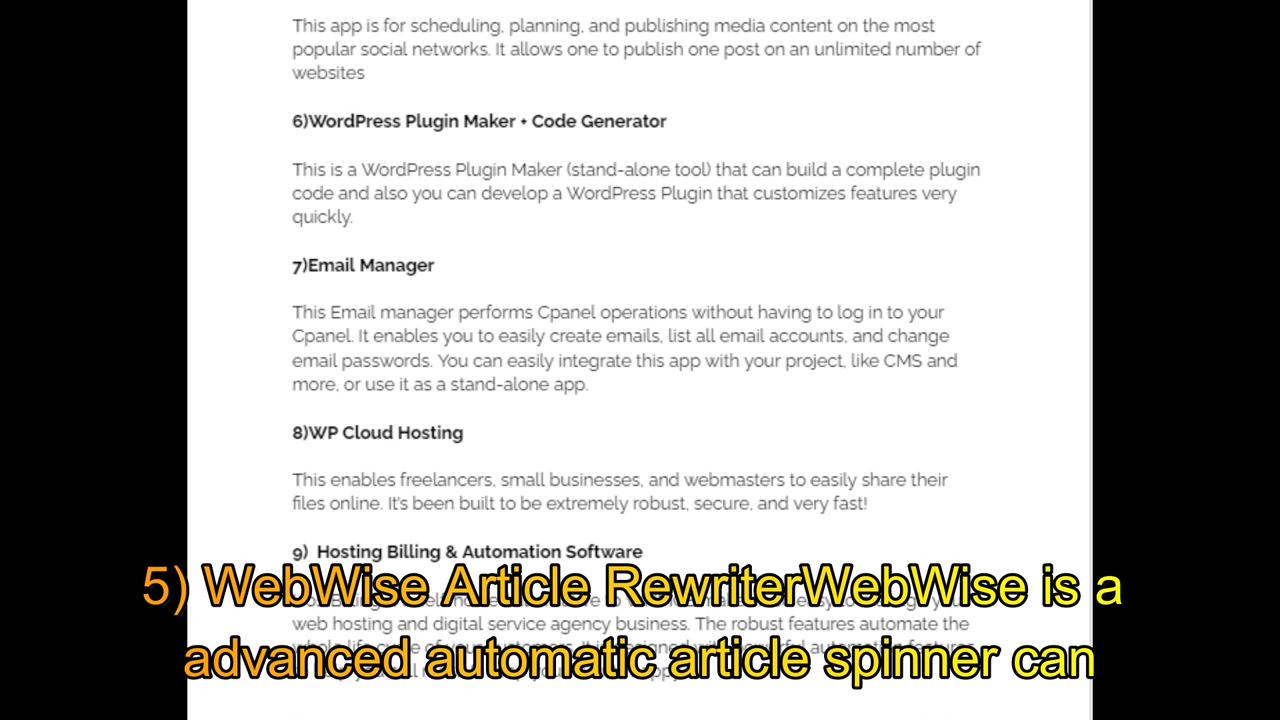 This app is for scheduling, planning, and publishing media content on the most
popular social networks. It allows one to publish one post on an unlimited number of
websites
6)WordPress Plugin Maker + Code Generator
This is a WordPress Plugin Maker (stand-alone tool) that can build a complete plugin
code and also you can develop a WordPress Plugin that customizes features very
quickly.
7)Email Manager
This Email manager performs Cpanel operations without having to log in to your
Cpanel. It enables you to easily create emails, list all email accounts, and change
email passwords. You can easily integrate this app with your project, like CMS and
more, or use it as a stand-alone app.
8)WP Cloud Hosting
This enables freelancers, small businesses, and webmasters to easily share their
files online. It's been built to be extremely robust, secure, and very fast!
9) Hosting Billing & Automation Software
5) WebWise Article RewriterWebWise is a
web hosting and digital service agency business. The robust features automate the
advanced automatic article spinner can